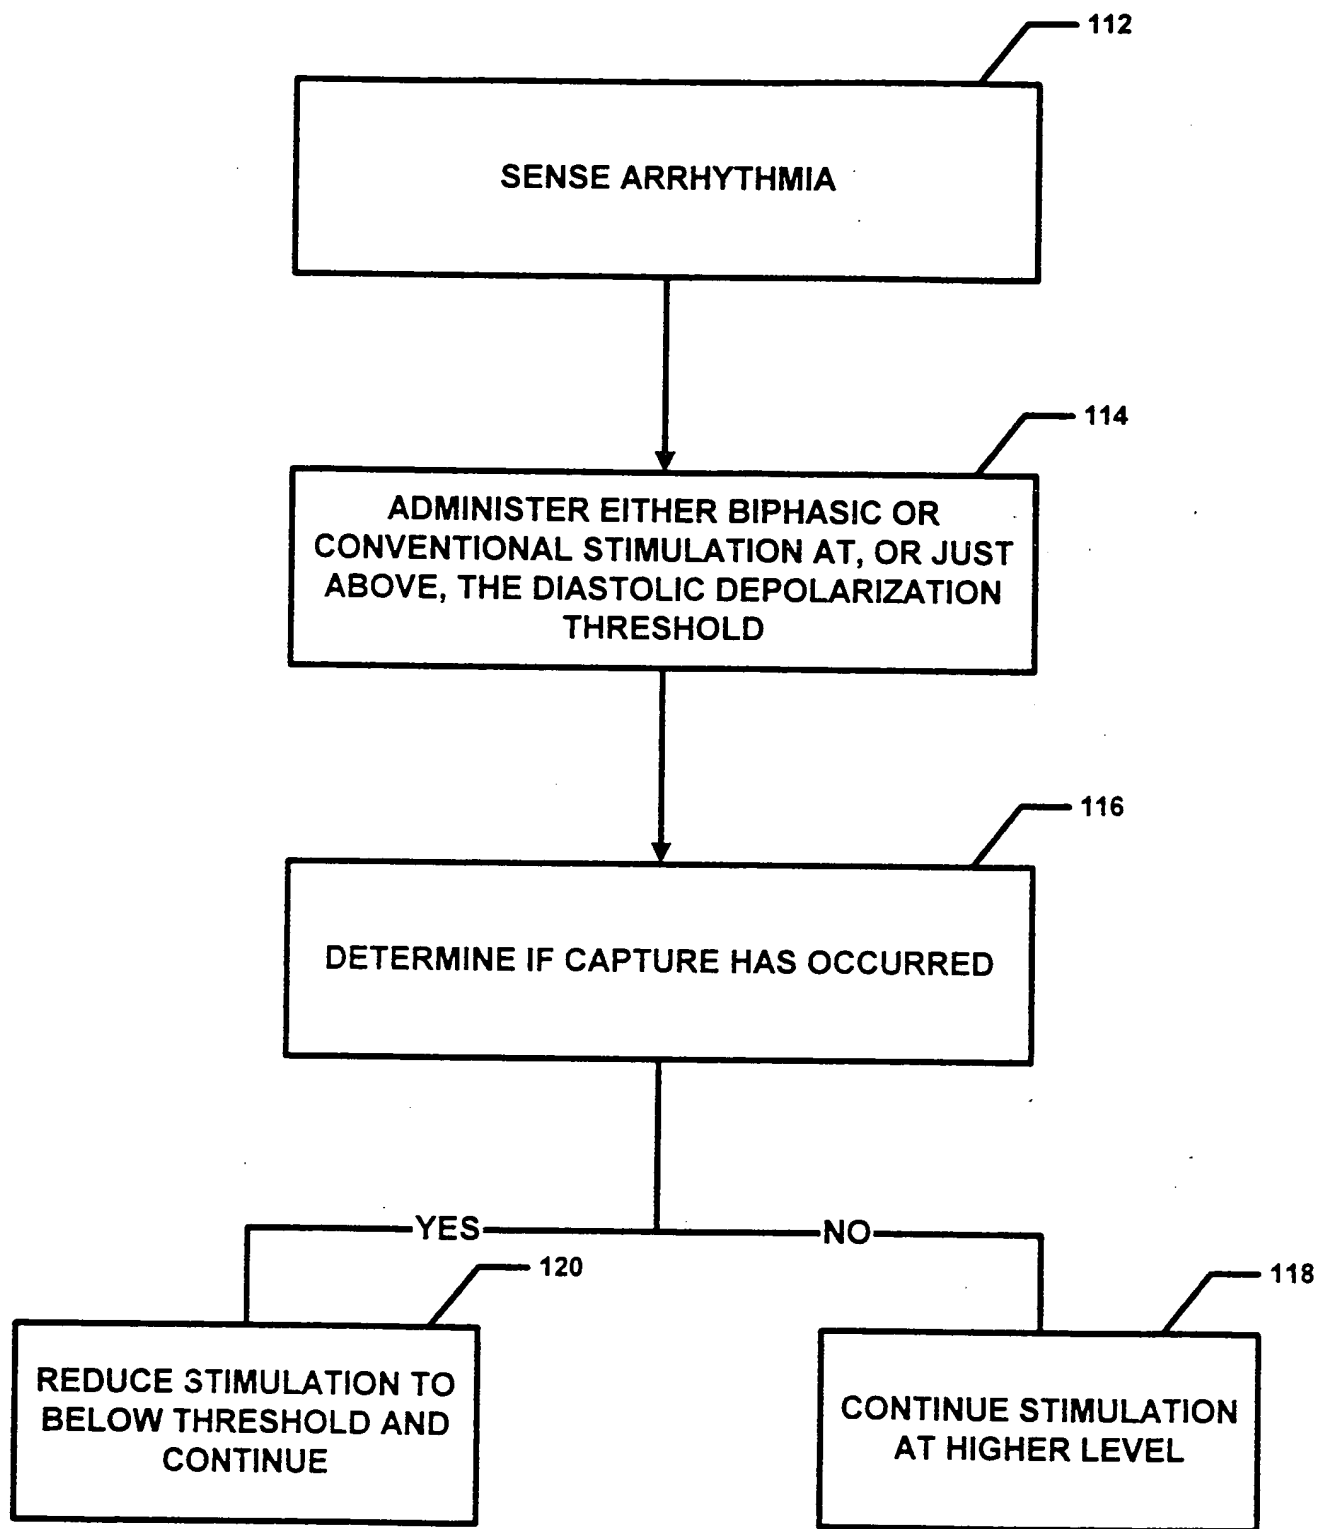 112
SENSE ARRHYTHMIA
114
ADMINISTER EITHER BIPHASIC OR
CONVENTIONAL STIMULATION AT, OR JUST
ABOVE, THE DIASTOLIC DEPOLARIZATION
THRESHOLD
116
DETERMINE IF CAPTURE HAS OCCURRED
YES
NO
120
118
REDUCE STIMULATION TO
BELOW THRESHOLD AND
CONTINUE
CONTINUE STIMULATION
AT HIGHER LEVEL